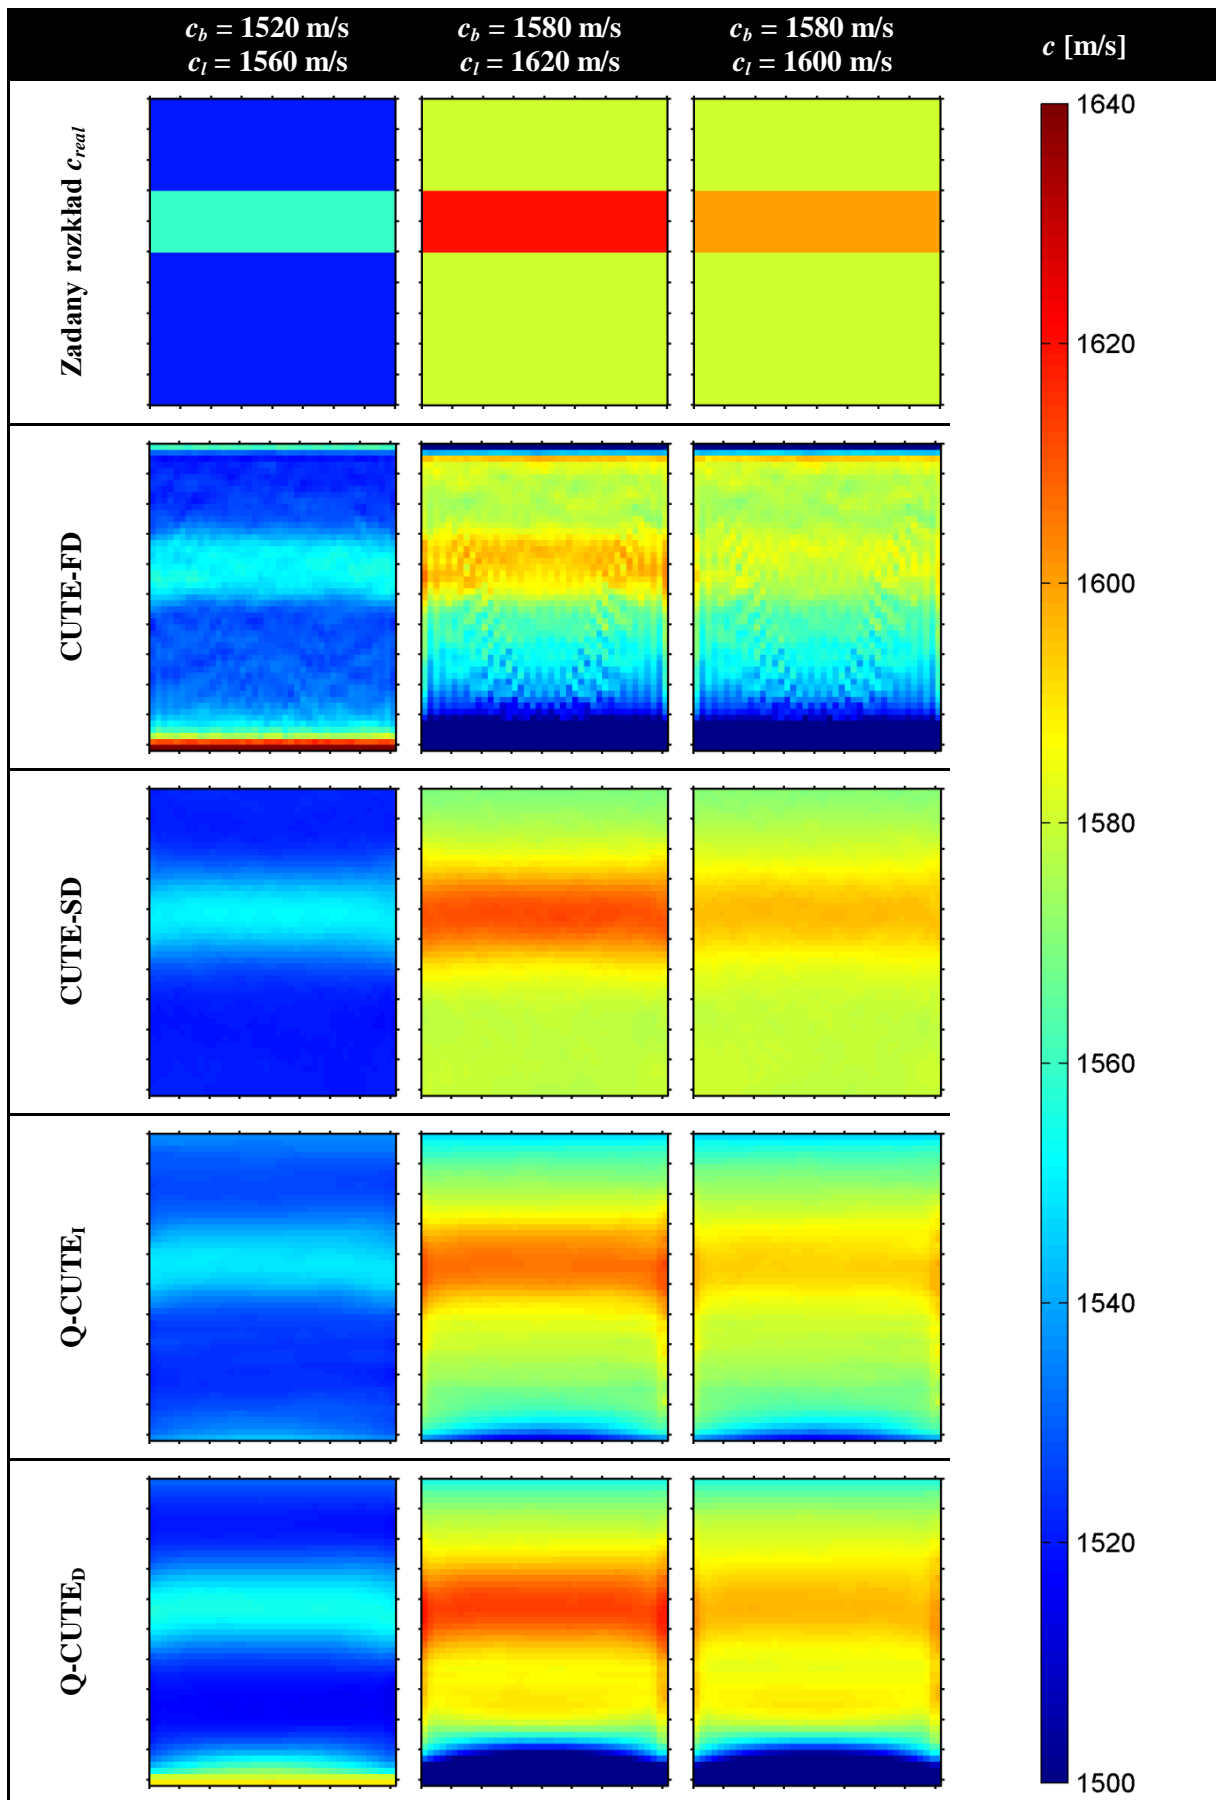 c_b = 1520 m/s
c_l = 1560 m/s
c_b = 1580 m/s
c_l = 1620 m/s
c_b = 1580 m/s
c_l = 1600 m/s
c [m/s]
Zadany rozkład c_real
CUTE-FD
CUTE-SD
Q-CUTE_I
Q-CUTE_D
1640
1620
1600
1580
1560
1540
1520
1500